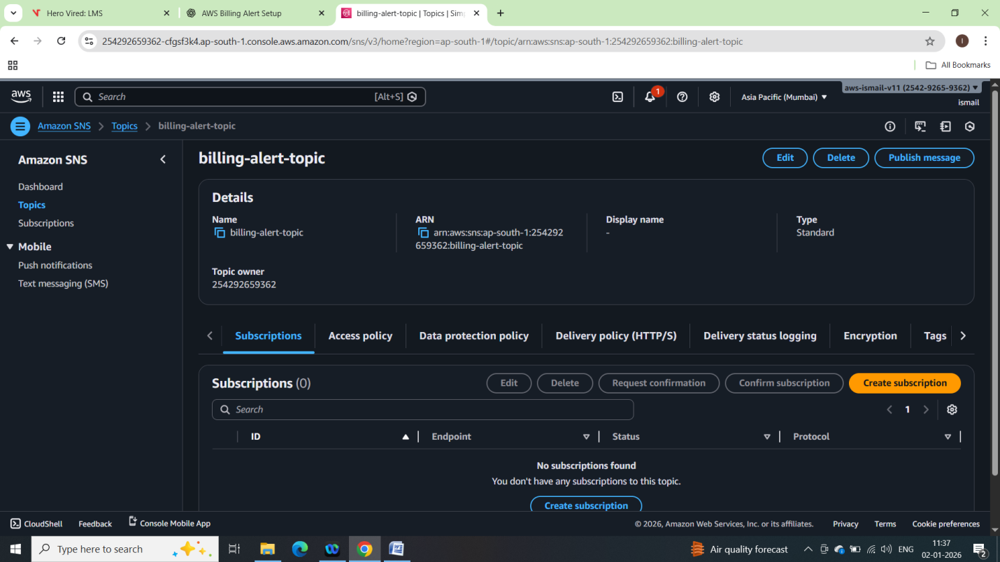 Hero Vired: LMS
AWS Billing Alert Setup
billing-alert-topic | Topics | Sim
254292659362-cfgsf3k4.ap-south-1.console.aws.amazon.com/sns/v3/home?region=ap-south-1#/topic/arn:aws:sns:ap-south-1:254292659362:billing-alert-topic
I
All Bookmarks
aws
Search
[Alt+S]
1
Asia Pacific (Mumbai)
aws-ismail-v11 (2542-9265-9362)
ismail
Amazon SNS
Topics
billing-alert-topic
Amazon SNS
Dashboard
Topics
Subscriptions
Mobile
Push notifications
Text messaging (SMS)
billing-alert-topic
Edit
Delete
Publish message
Details
Name
billing-alert-topic
ARN
arn:aws:sns:ap-south-1:254292
659362:billing-alert-topic
Display name
-
Type
Standard
Topic owner
254292659362
Subscriptions
Access policy
Data protection policy
Delivery policy (HTTP/S)
Delivery status logging
Encryption
Tags
Subscriptions (0)
Edit
Delete
Request confirmation
Confirm subscription
Create subscription
Search
1
ID
Endpoint
Status
Protocol
No subscriptions found
You don't have any subscriptions to this topic.
Create subscription
CloudShell
Feedback
Console Mobile App
© 2026, Amazon Web Services, Inc. or its affiliates.
Privacy
Terms
Cookie preferences
Type here to search
Air quality forecast
ENG
11:37
02-01-2026
2